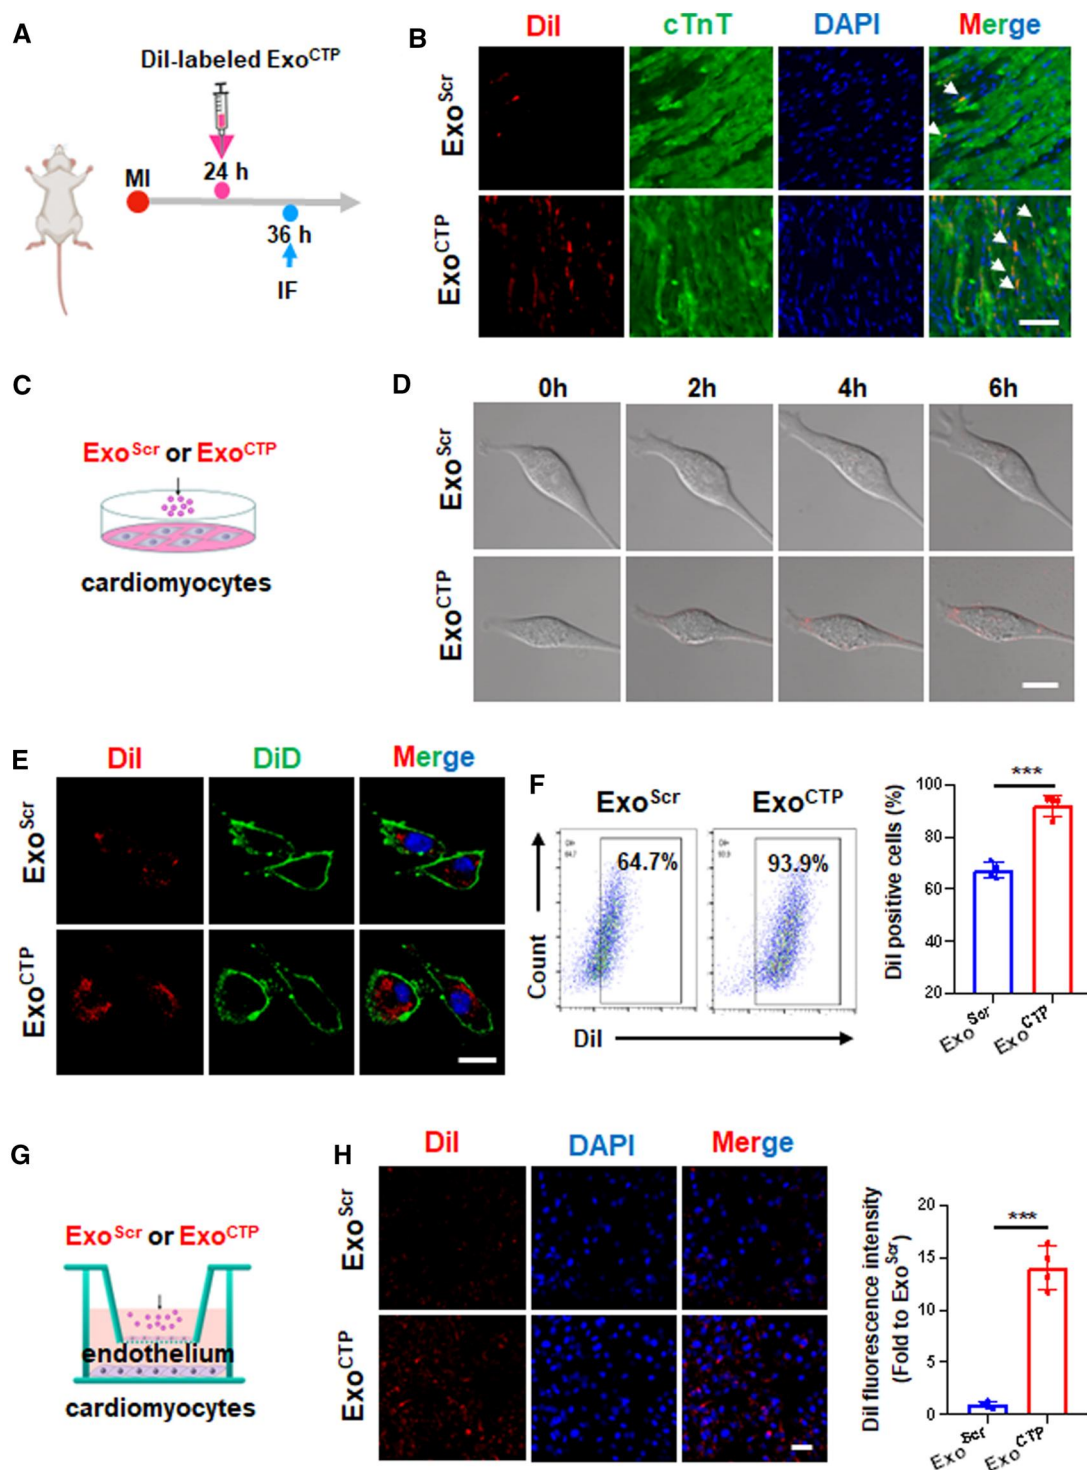 A
Dil-labeled Exo^CTP
MI
24 h
36 h
IF
B
Dil
cTnT
DAPI
Merge
Exo^Scr
Exo^CTP
C
Exo^Scr or Exo^CTP
cardiomyocytes
D
0h
2h
4h
6h
Exo^Scr
Exo^CTP
E
Dil
DiD
Merge
Exo^Scr
Exo^CTP
F
Exo^Scr
Exo^CTP
64.7%
93.9%
Count
Dil
Dil positive cells (%)
100
80
60
40
20
***
Exo^Scr
Exo^CTP
G
Exo^Scr or Exo^CTP
endothelium
cardiomyocytes
H
Dil
DAPI
Merge
Exo^Scr
Exo^CTP
Dil fluorescence intensity
(Fold to Exo^Scr)
20
15
10
5
0
***
Exo^Scr
Exo^CTP